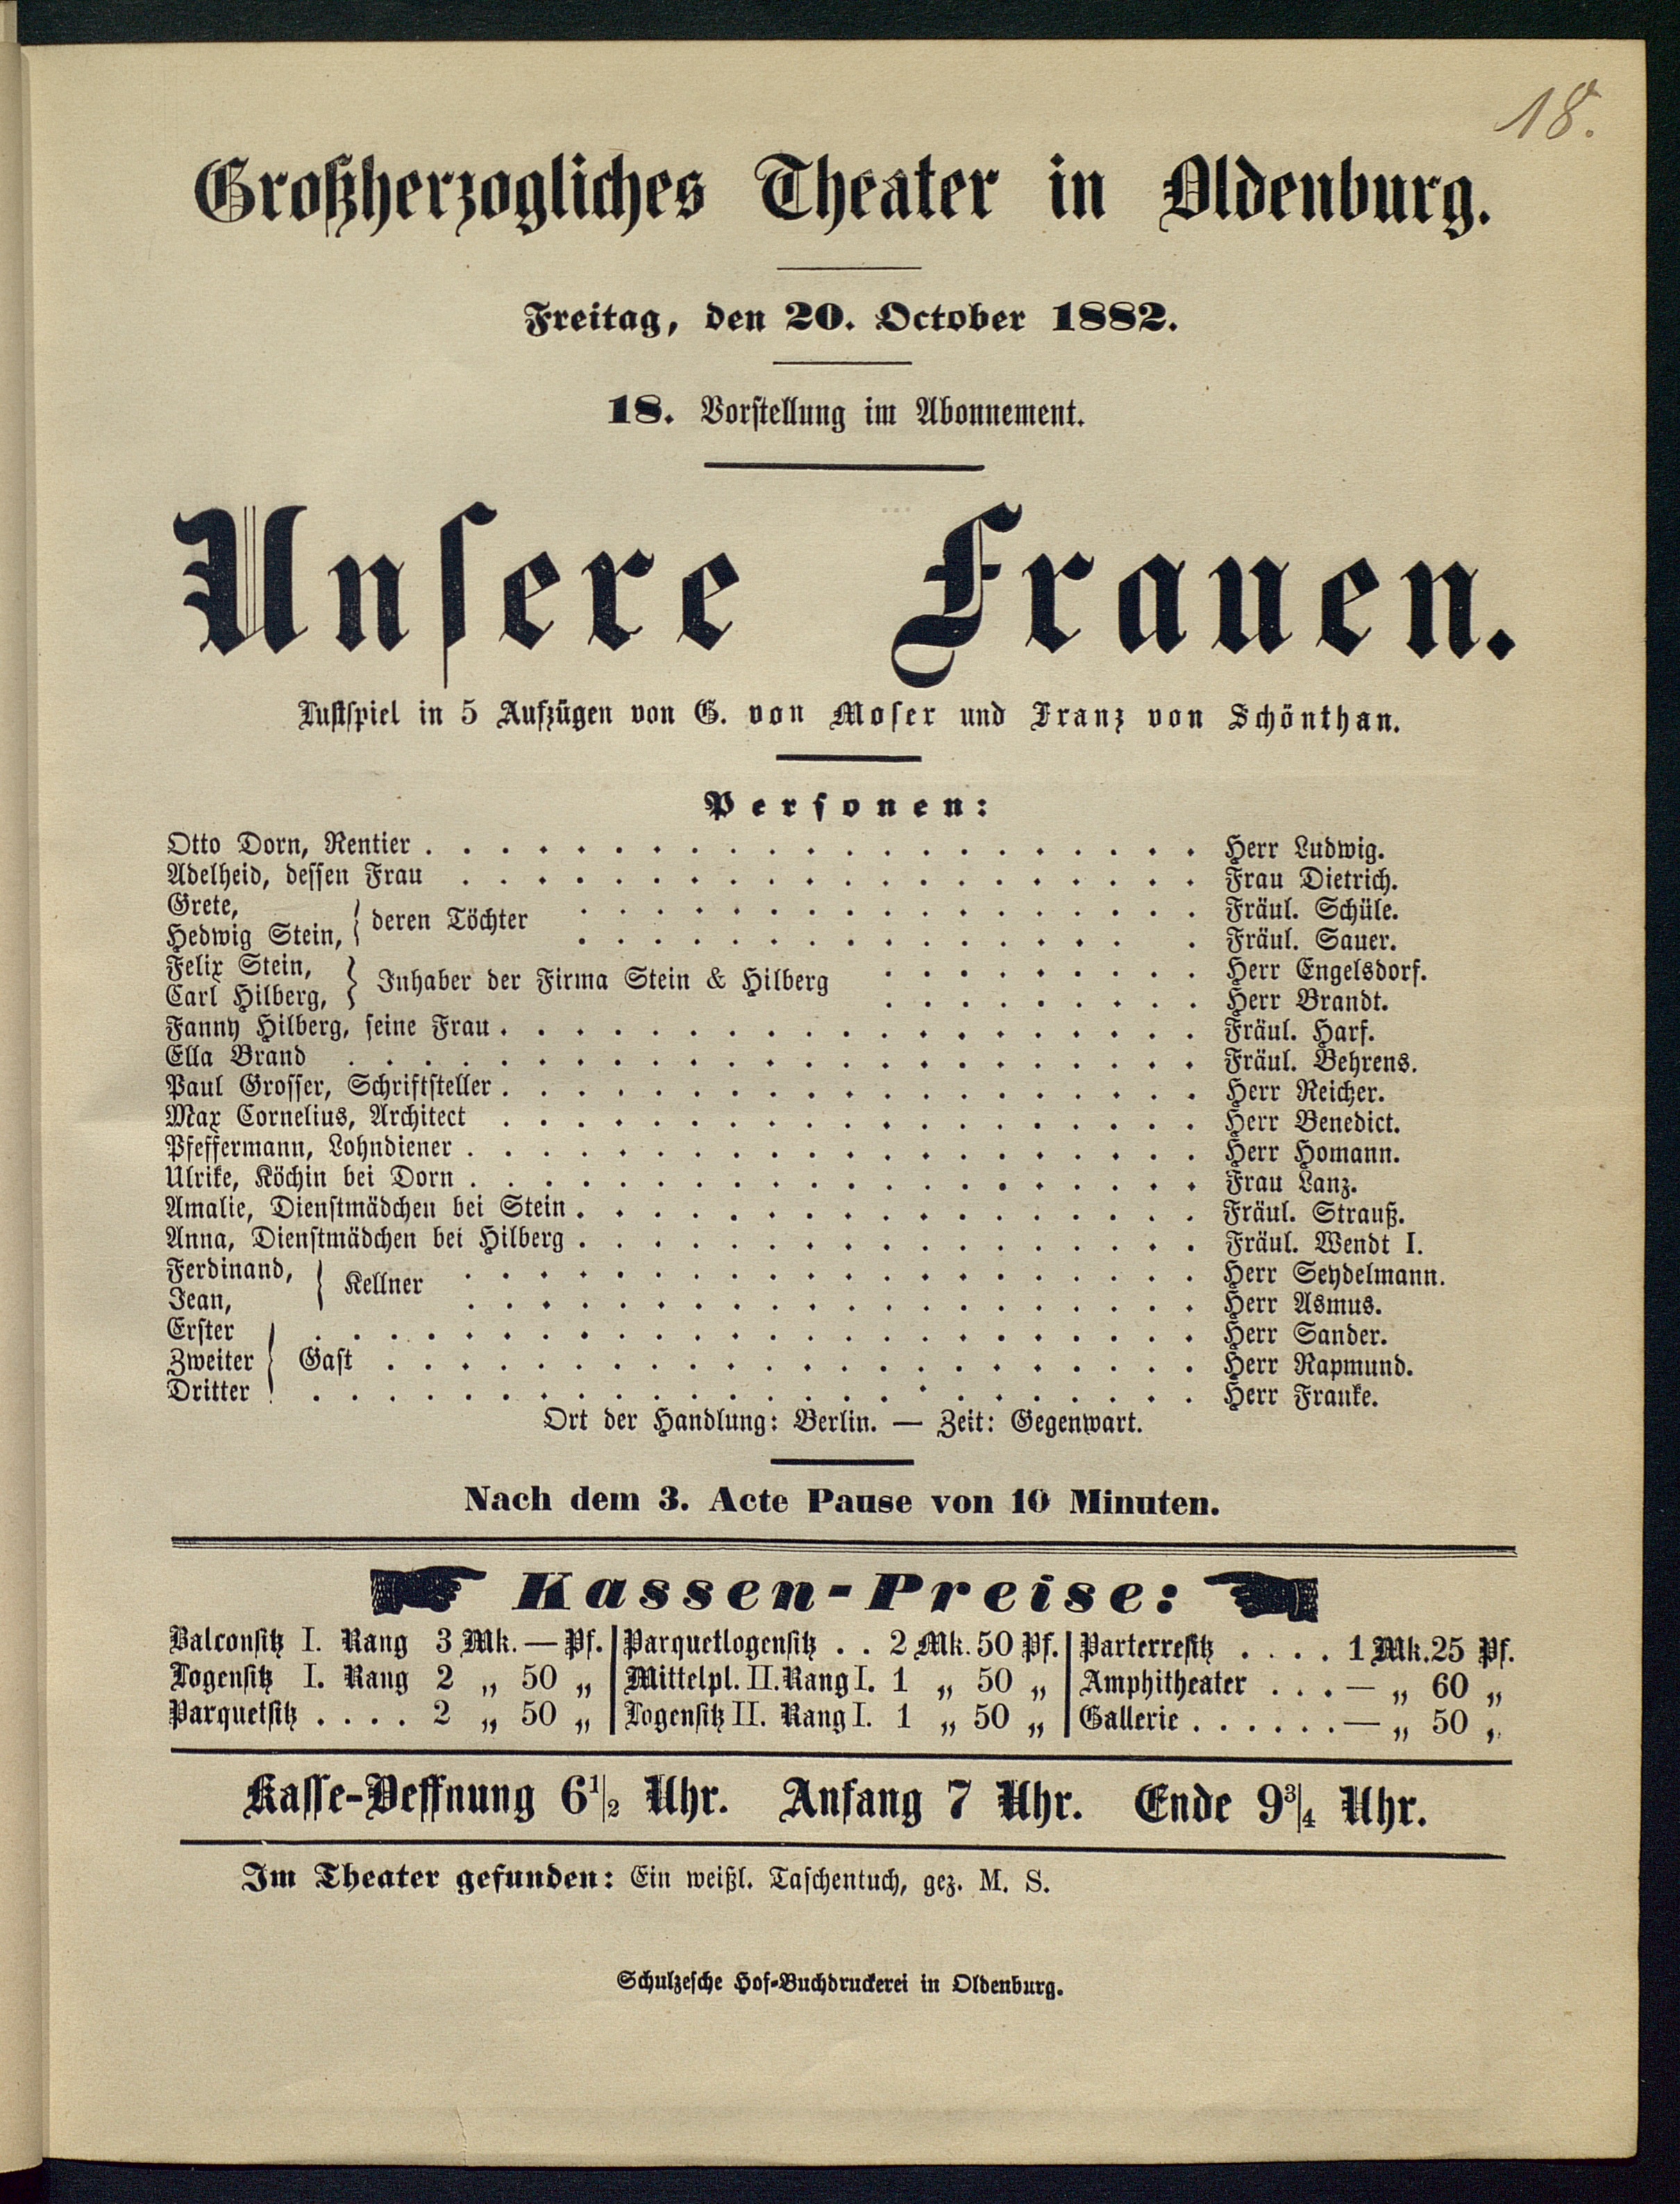 18.
Großherzogliches Theater in Oldenburg.
Freitag, den 20. October 1882.
18. Vorstellung im Abonnement.
Unsere Frauen.
Lustspiel in 5 Aufzügen von G. von Moser und Franz von Schönthan.
Personen:
Otto Dorn, Rentier . . . . . . . . . . Herr Ludwig.
Adelheid, dessen Frau . . . . . . . . . . Frau Dietrich.
Grete, } deren Töchter . . . . . . . . . . Fräul. Schüle.
Hedwig Stein, . . . . . . . . . . Fräul. Sauer.
Felix Stein, } Inhaber der Firma Stein & Hilberg . . . . . . . . . Herr Engelsdorf.
Carl Hilberg, . . . . . . . . . Herr Brandt.
Fanny Hilberg, seine Frau . . . . . . . . . . Fräul. Harf.
Ella Brand . . . . . . . . . . Fräul. Behrens.
Paul Grosser, Schriftsteller . . . . . . . . . . Herr Reicher.
Max Cornelius, Architect . . . . . . . . . . Herr Benedict.
Pfeffermann, Lohndiener . . . . . . . . . . Herr Homann.
Ulrike, Köchin bei Dorn . . . . . . . . . . Frau Lanz.
Amalie, Dienstmädchen bei Stein . . . . . . . . . . Fräul. Strauß.
Anna, Dienstmädchen bei Hilberg . . . . . . . . . . Fräul. Wendt I.
Ferdinand, } Kellner . . . . . . . . . . Herr Seydelmann.
Jean, . . . . . . . . . . Herr Asmus.
Erster . . . . . . . . . . Herr Sander.
Zweiter } Gast . . . . . . . . . . Herr Rapmund.
Dritter . . . . . . . . . . Herr Franke.
Ort der Handlung: Berlin. — Zeit: Gegenwart.
Nach dem 3. Acte Pause von 10 Minuten.
Kassen-Preise:
Balconsitz I. Rang 3 Mk. — Pf. | Parquetlogensitz . . 2 Mk. 50 Pf. | Parterresitz . . . . 1 Mk. 25 Pf.
Logensitz I. Rang 2 „ 50 „ | Mittelpl. II. Rang I. 1 „ 50 „ | Amphitheater . . . — „ 60 „
Parquetsitz . . . . 2 „ 50 „ | Logensitz II. Rang I. 1 „ 50 „ | Gallerie . . . . . . — „ 50 „
Kasse-Oeffnung 6 1/2 Uhr. Anfang 7 Uhr. Ende 9 3/4 Uhr.
Im Theater gefunden: Ein weißl. Taschentuch, gez. M. S.
Schulzesche Hof-Buchdruckerei in Oldenburg.